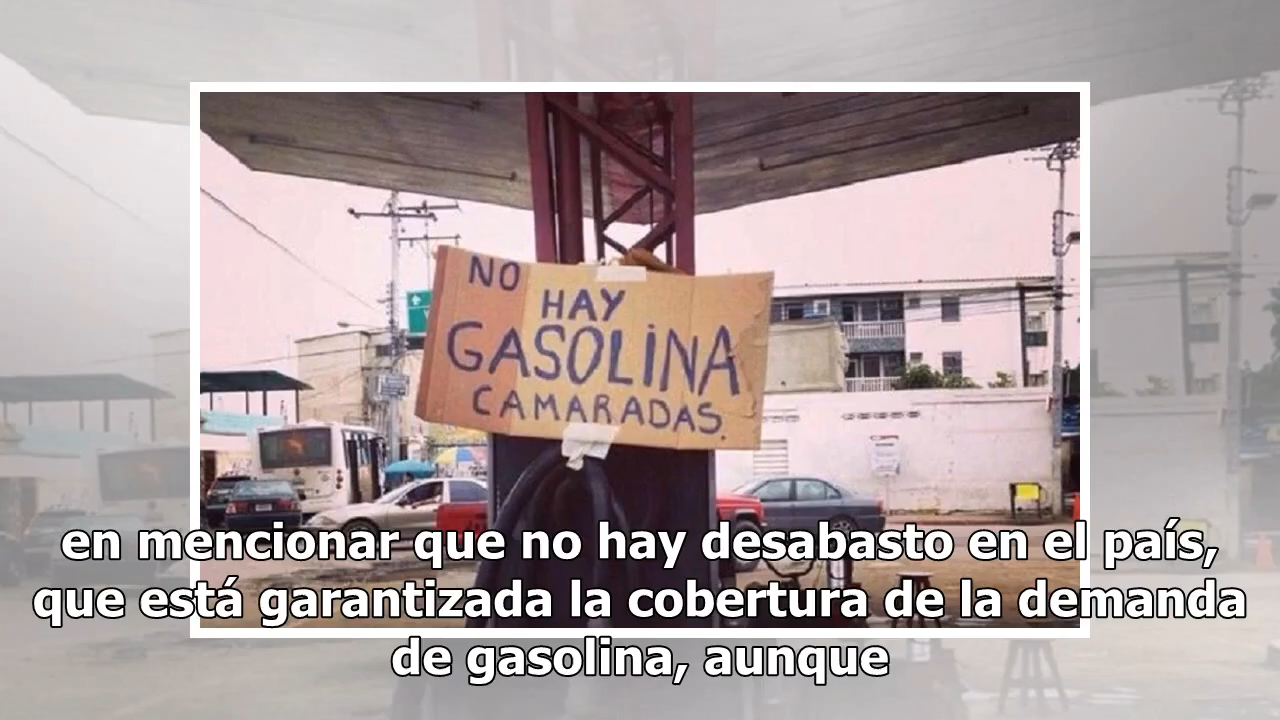 NO
HAY
GASOLINA
CAMARADAS.
en mencionar que no hay desabasto en el país,
que está garantizada la cobertura de la demanda
de gasolina, aunque